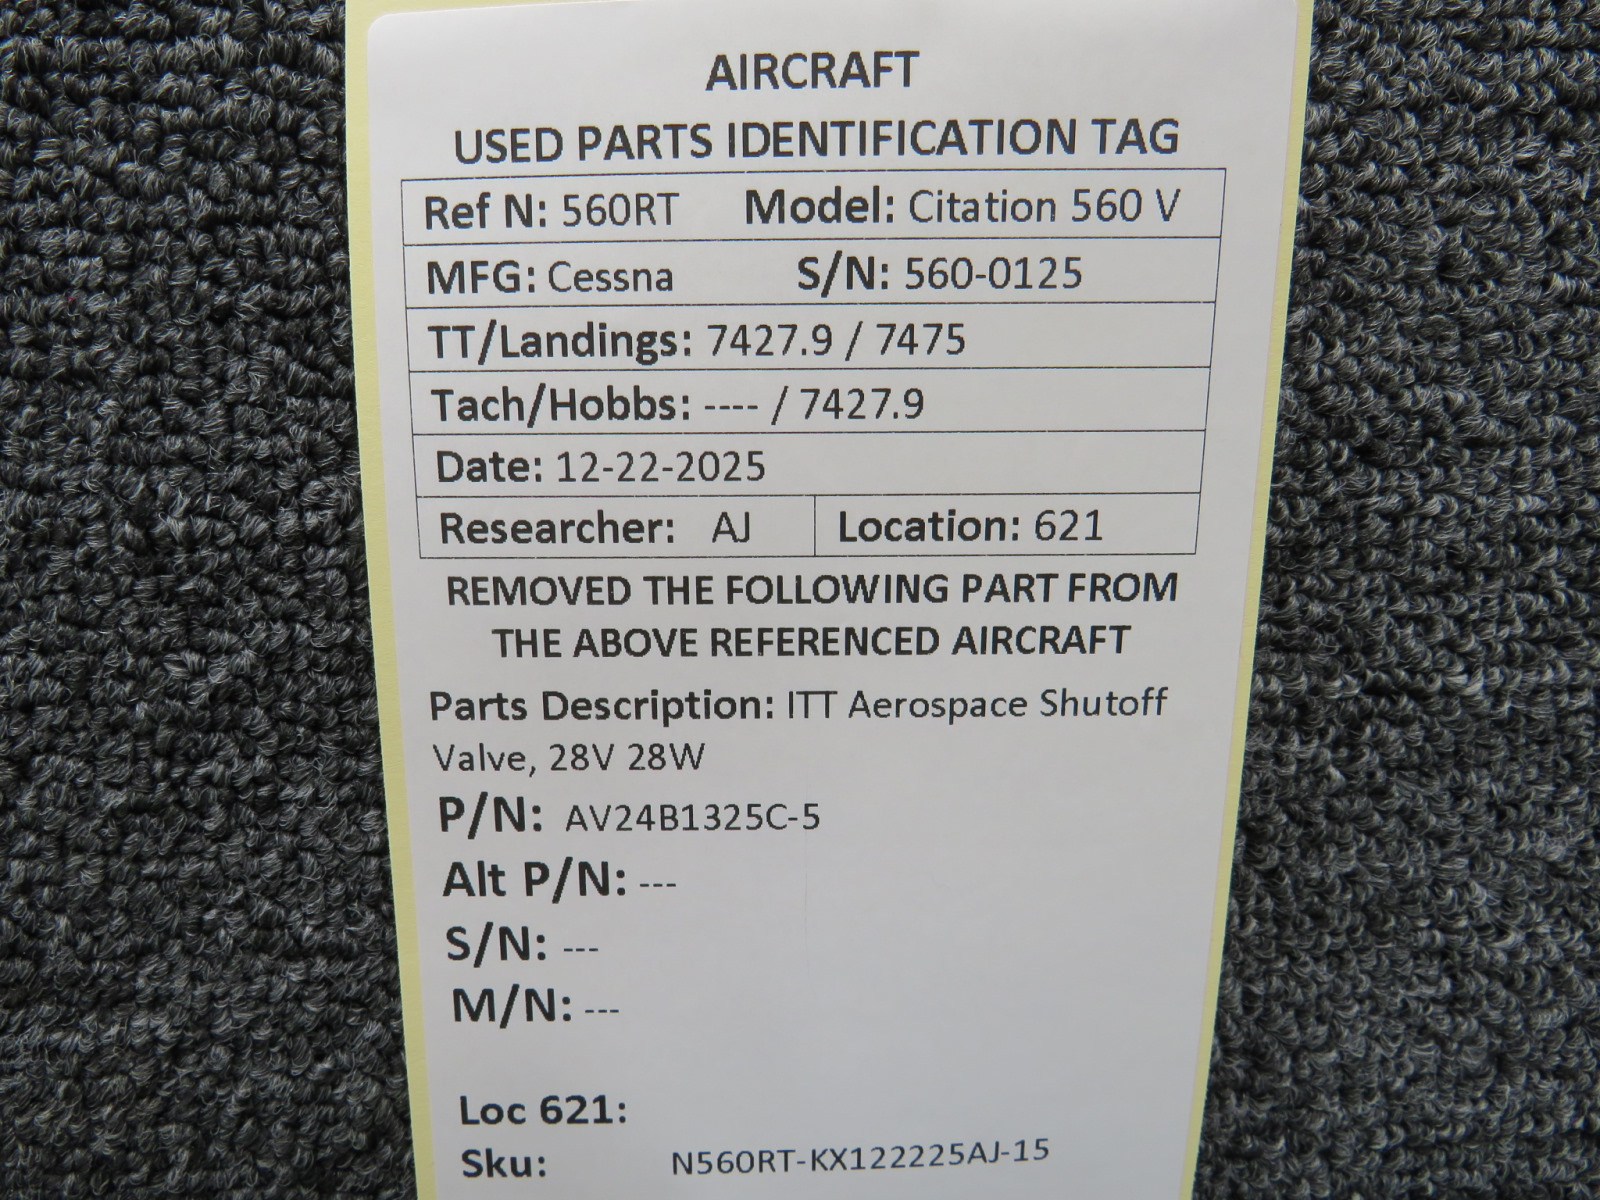 AIRCRAFT
USED PARTS IDENTIFICATION TAG
Ref N: 560RT Model: Citation 560 V
MFG: Cessna S/N: 560-0125
TT/Landings: 7427.9 / 7475
Tach/Hobbs: ---- / 7427.9
Date: 12-22-2025
Researcher: AJ Location: 621
REMOVED THE FOLLOWING PART FROM
THE ABOVE REFERENCED AIRCRAFT
Parts Description: ITT Aerospace Shutoff
Valve, 28V 28W
P/N: AV24B1325C-5
Alt P/N: ---
S/N: ---
M/N: ---
Loc 621:
Sku: N560RT-KX122225AJ-15